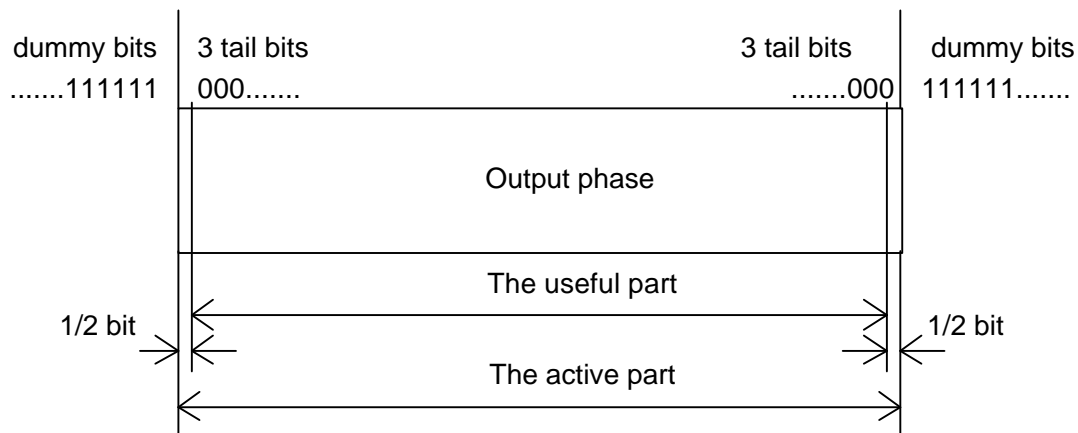 dummy bits 3 tail bits 3 tail bits dummy bits
.......111111 000....... .......000 111111.......
Output phase
The useful part
1/2 bit 1/2 bit
The active part